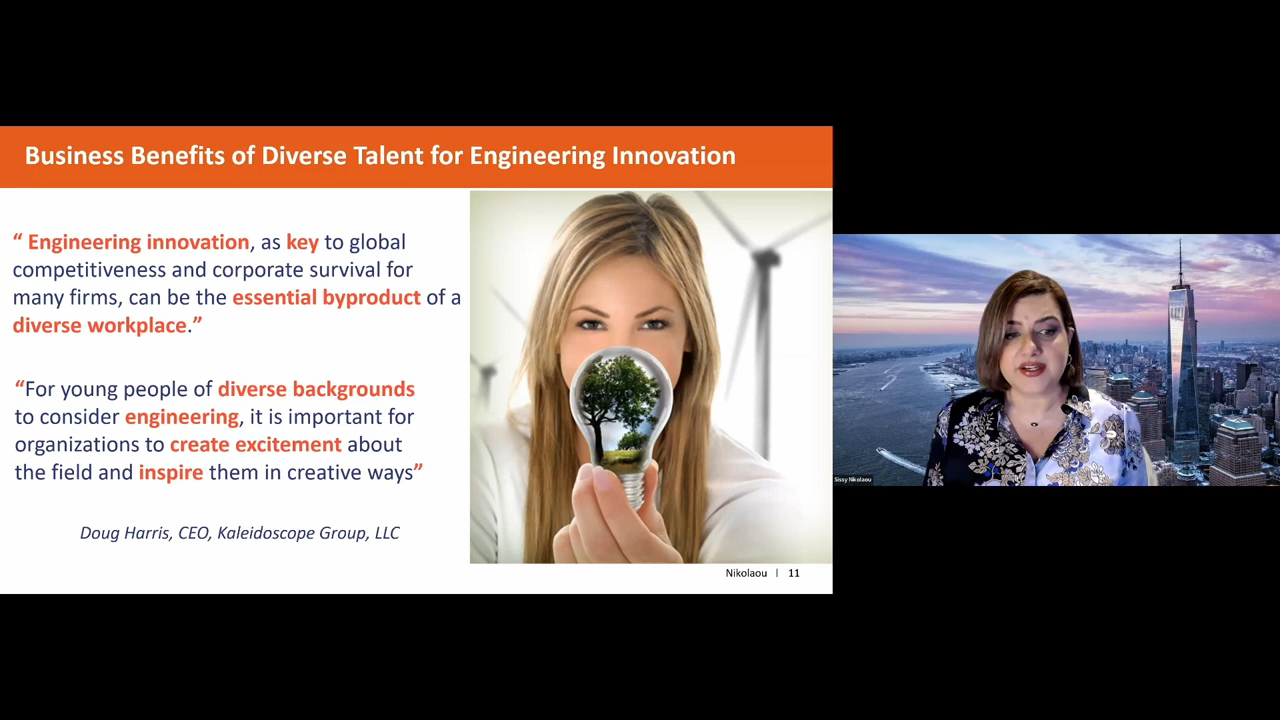 Business Benefits of Diverse Talent for Engineering Innovation
“ Engineering innovation, as key to global
competitiveness and corporate survival for
many firms, can be the essential byproduct of a
diverse workplace.”
“For young people of diverse backgrounds
to consider engineering, it is important for
organizations to create excitement about
the field and inspire them in creative ways”
Doug Harris, CEO, Kaleidoscope Group, LLC
Nikolaou | 11
Sissy Nikolaou